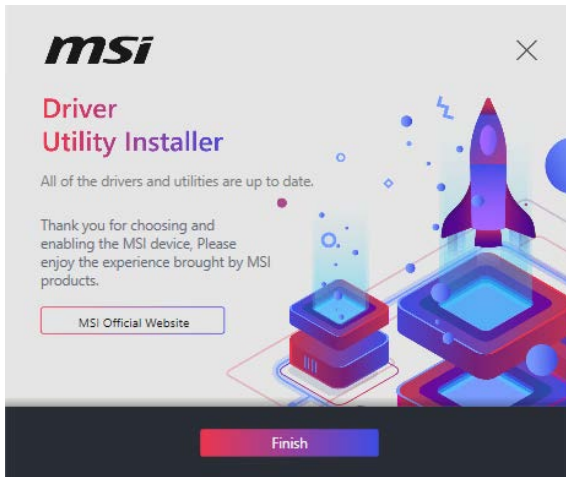 msi
Driver
Utility Installer
All of the drivers and utilities are up to date.
Thank you for choosing and
enabling the MSI device, Please
enjoy the experience brought by MSI
products.
MSI Official Website
Finish